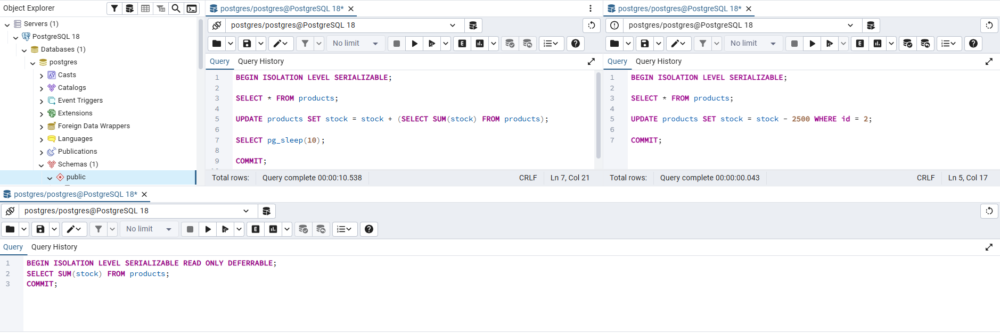 Object Explorer
Servers (1)
PostgreSQL 18
Databases (1)
postgres
Casts
Catalogs
Event Triggers
Extensions
Foreign Data Wrappers
Languages
Publications
Schemas (1)
public
postgres/postgres@PostgreSQL 18*
postgres/postgres@PostgreSQL 18
No limit
E
Query Query History
1 BEGIN ISOLATION LEVEL SERIALIZABLE;
2
3 SELECT * FROM products;
4
5 UPDATE products SET stock = stock + (SELECT SUM(stock) FROM products);
6
7 SELECT pg_sleep(10);
8
9 COMMIT;
Total rows: Query complete 00:00:10.538 CRLF Ln 7, Col 21
postgres/postgres@PostgreSQL 18*
postgres/postgres@PostgreSQL 18
No limit
E
Query Query History
1 BEGIN ISOLATION LEVEL SERIALIZABLE;
2
3 SELECT * FROM products;
4
5 UPDATE products SET stock = stock - 2500 WHERE id = 2;
6
7 COMMIT;
Total rows: Query complete 00:00:00.043 CRLF Ln 5, Col 17
postgres/postgres@PostgreSQL 18*
postgres/postgres@PostgreSQL 18
No limit
E
Query Query History
1 BEGIN ISOLATION LEVEL SERIALIZABLE READ ONLY DEFERRABLE;
2 SELECT SUM(stock) FROM products;
3 COMMIT;